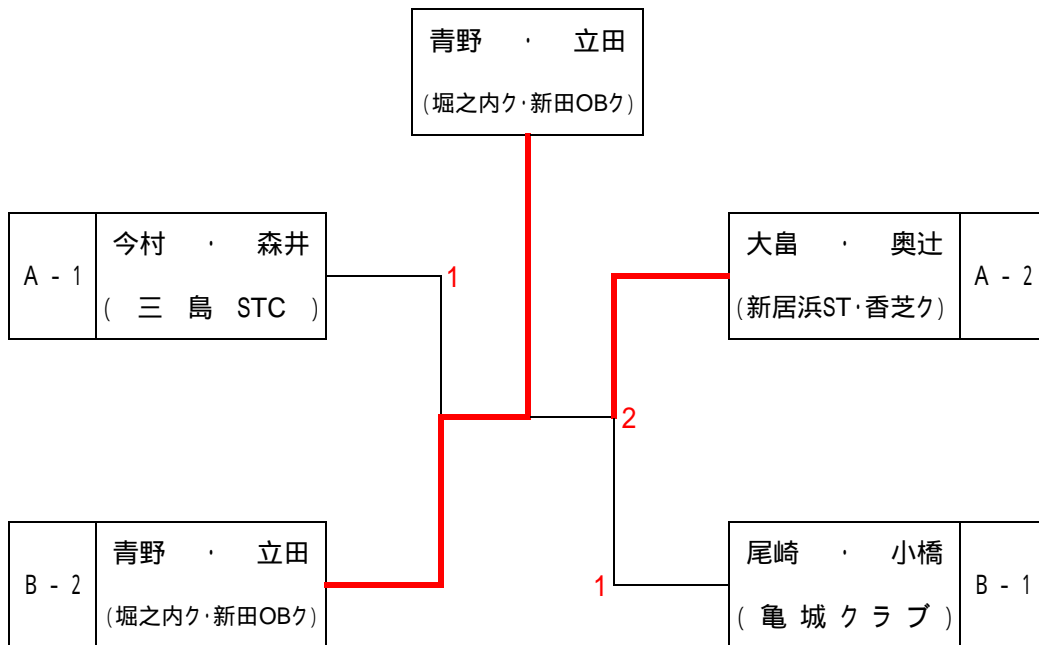 青野 ・ 立田
(堀之内ク・新田OBク)
A - 1
今村 ・ 森井
( 三 島 STC )
1
大畠 ・ 奥辻
(新居浜ST・香芝ク)
A - 2
2
B - 2
青野 ・ 立田
(堀之内ク・新田OBク)
1
尾崎 ・ 小橋
( 亀 城 ク ラ ブ )
B - 1